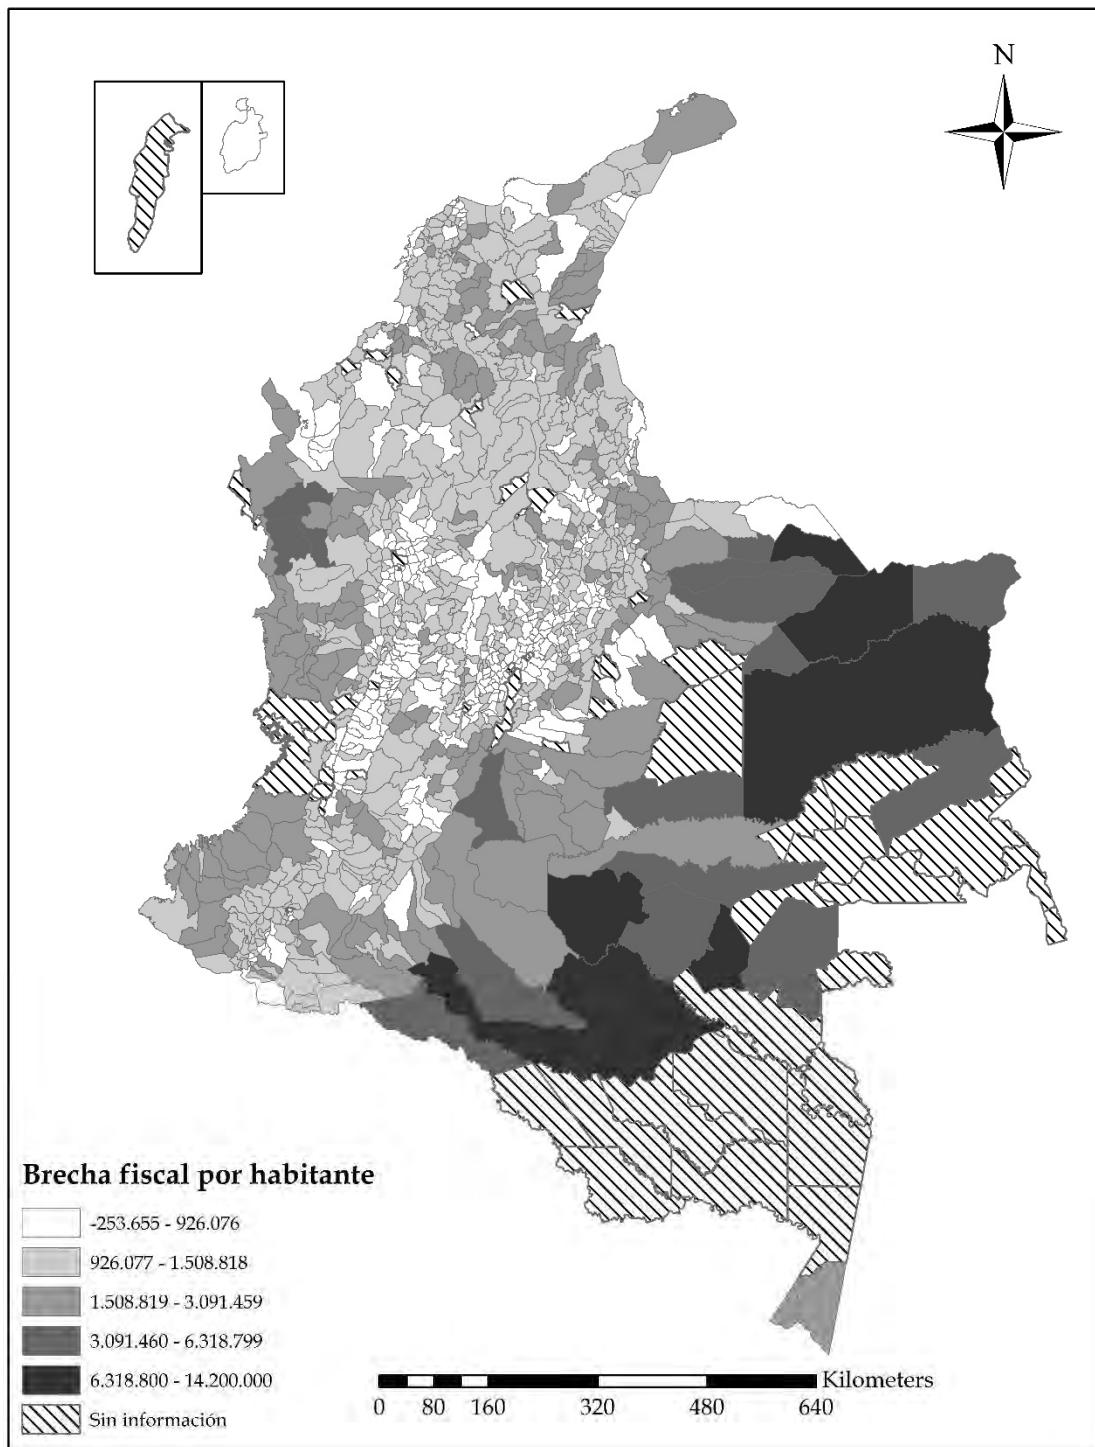 N
Brecha fiscal por habitante
-253.655 - 926.076
926.077 - 1.508.818
1.508.819 - 3.091.459
3.091.460 - 6.318.799
6.318.800 - 14.200.000
Sin información
Kilometers
0 80 160 320 480 640